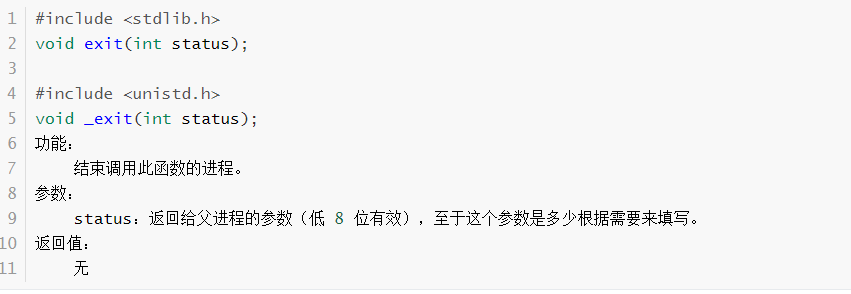 1 #include <stdlib.h>
2 void exit(int status);
3
4 #include <unistd.h>
5 void _exit(int status);
6 功能：
7 结束调用此函数的进程。
8 参数：
9 status：返回给父进程的参数（低 8 位有效），至于这个参数是多少根据需要来填写。
10 返回值：
11 无